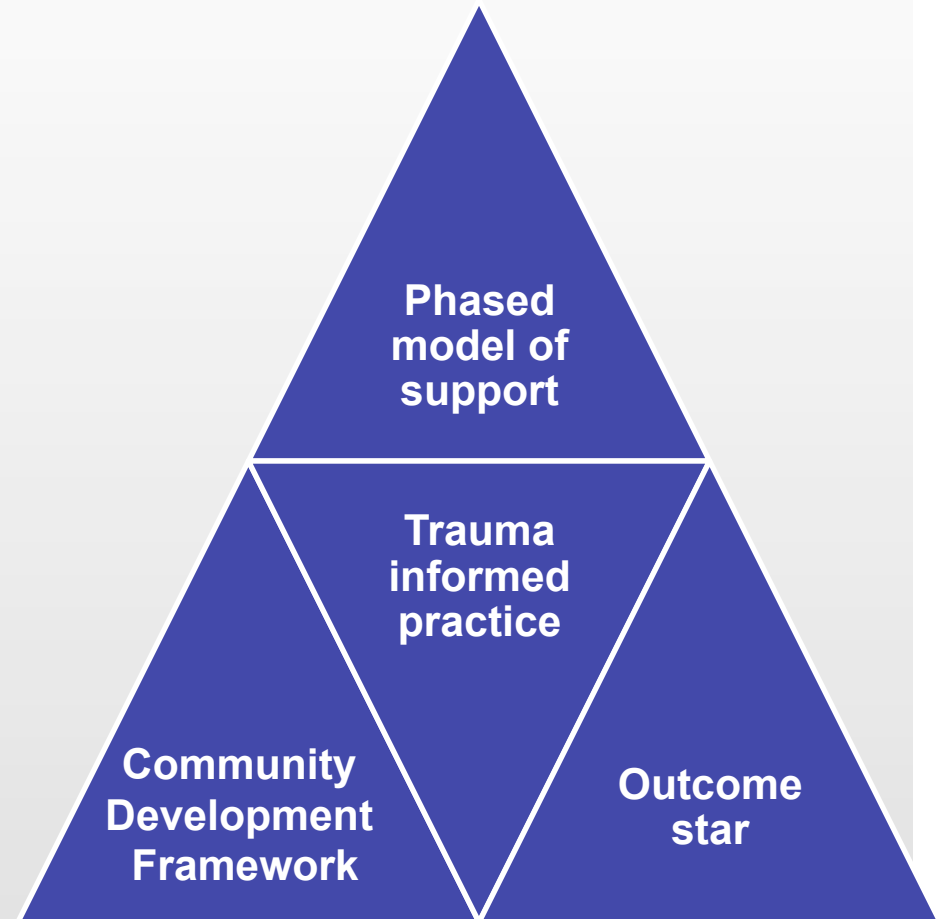 Phased
model of
support
Trauma
informed
practice
Community
Development
Framework
Outcome
star